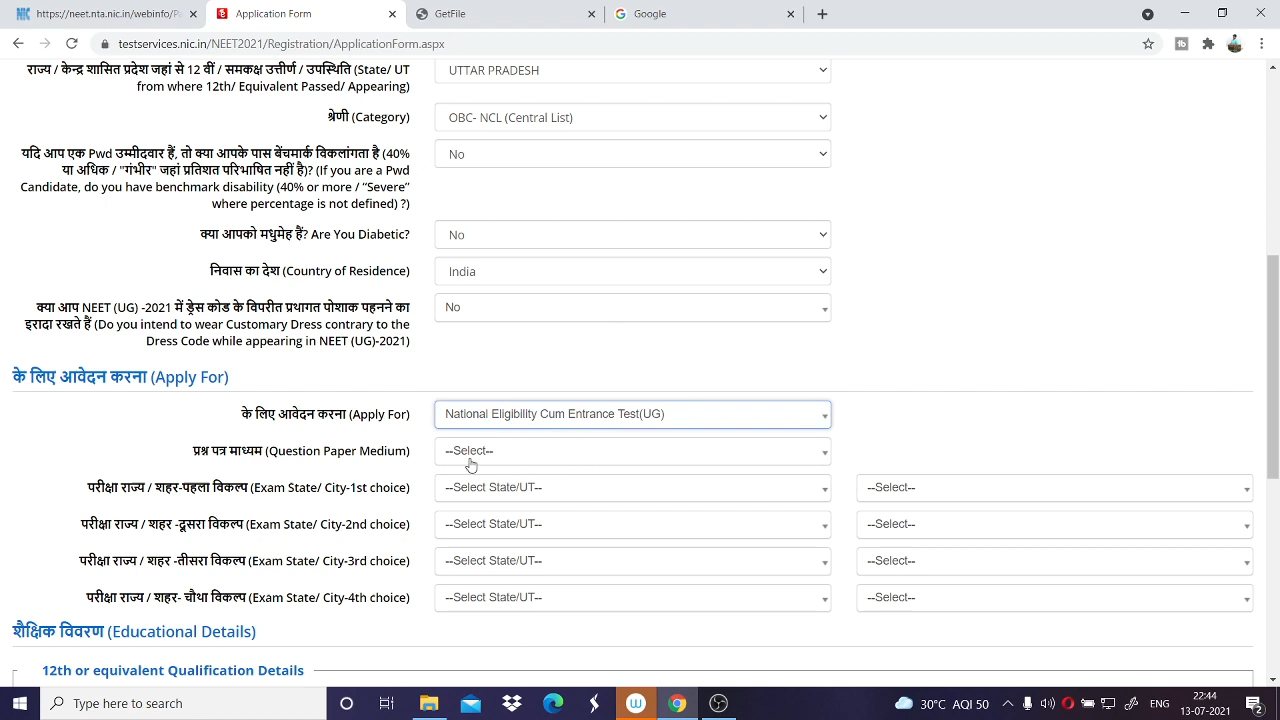 https://neet.nta.nic.in/webinfo/Pa
Application Form
GetFile
Google
testservices.nic.in/NEET2021/Registration/ApplicationForm.aspx
राज्य / केन्द्र शासित प्रदेश जहां से 12 वीं / समकक्ष उत्तीर्ण / उपस्थिति (State/ UT
from where 12th/ Equivalent Passed/ Appearing)
UTTAR PRADESH
श्रेणी (Category)
OBC- NCL (Central List)
यदि आप एक Pwd उम्मीदवार हैं, तो क्या आपके पास बेंचमार्क विकलांगता है (40%
या अधिक / "गंभीर" जहां प्रतिशत परिभाषित नहीं है)? (If you are a Pwd
Candidate, do you have benchmark disability (40% or more / “Severe”
where percentage is not defined) ?)
No
क्या आपको मधुमेह हैं? Are You Diabetic?
No
निवास का देश (Country of Residence)
India
क्या आप NEET (UG) -2021 में ड्रेस कोड के विपरीत प्रथागत पोशाक पहनने का
इरादा रखते हैं (Do you intend to wear Customary Dress contrary to the
Dress Code while appearing in NEET (UG)-2021)
No
के लिए आवेदन करना (Apply For)
के लिए आवेदन करना (Apply For)
National Eligibility Cum Entrance Test(UG)
प्रश्न पत्र माध्यम (Question Paper Medium)
--Select--
परीक्षा राज्य / शहर-पहला विकल्प (Exam State/ City-1st choice)
--Select State/UT--
--Select--
परीक्षा राज्य / शहर -दूसरा विकल्प (Exam State/ City-2nd choice)
--Select State/UT--
--Select--
परीक्षा राज्य / शहर -तीसरा विकल्प (Exam State/ City-3rd choice)
--Select State/UT--
--Select--
परीक्षा राज्य / शहर- चौथा विकल्प (Exam State/ City-4th choice)
--Select State/UT--
--Select--
शैक्षिक विवरण (Educational Details)
12th or equivalent Qualification Details
Type here to search
30°C AQI 50
ENG
22:44
13-07-2021
2